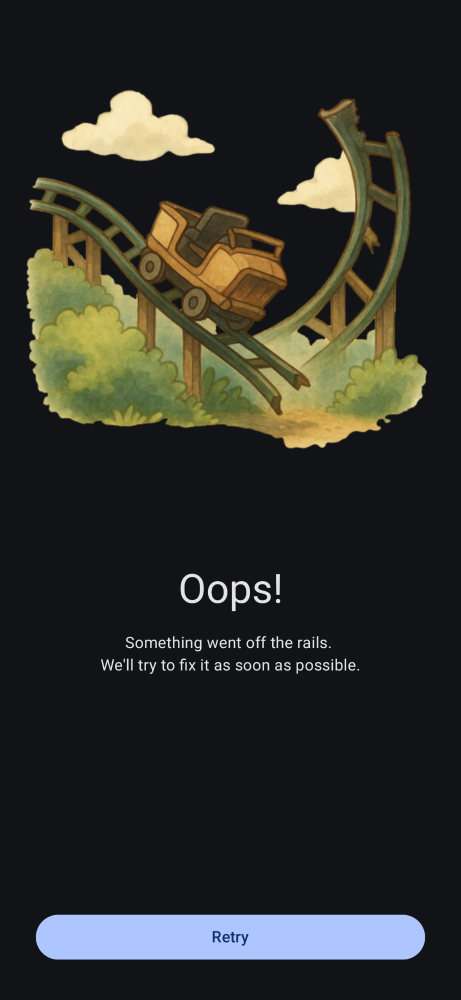 Oops!
Something went off the rails.
We'll try to fix it as soon as possible.
Retry